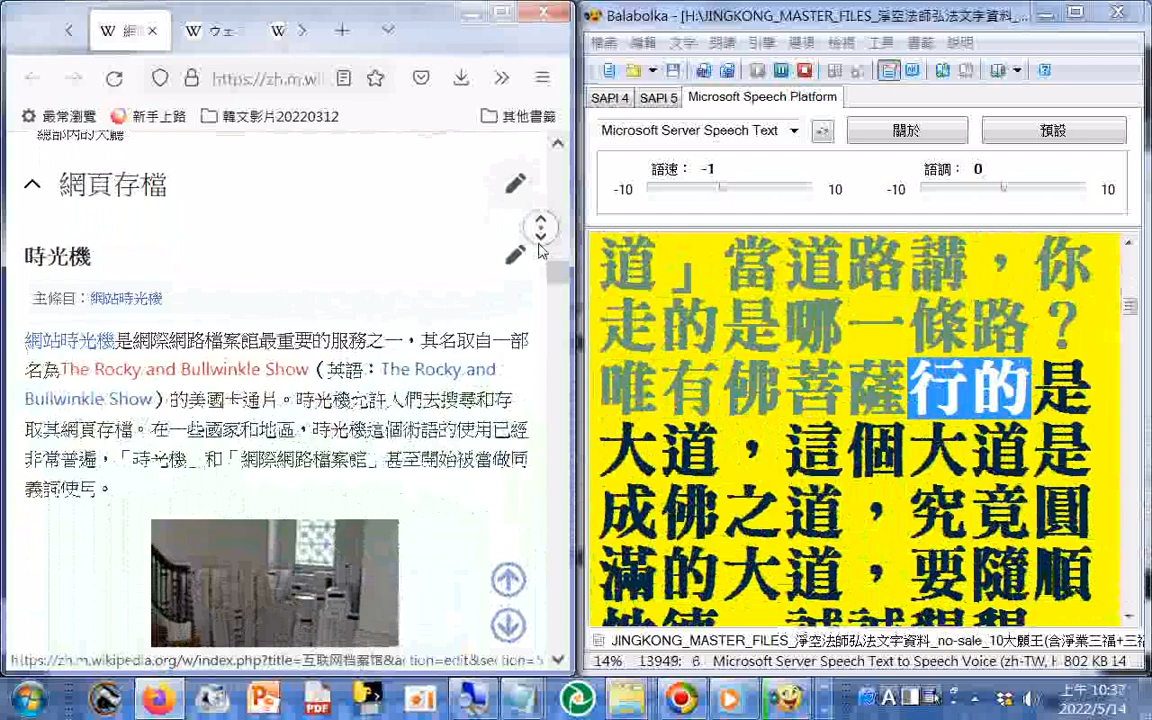 網
ウェ
https://zh.m.wiki
最常瀏覽
新手上路
韓文影片20220312
其他書籤
總部內的大廳
網頁存檔
時光機
主條目：網站時光機
網站時光機是網際網路檔案館最重要的服務之一，其名取自一部
名為The Rocky and Bullwinkle Show（英語：The Rocky and
Bullwinkle Show）的美國卡通片。時光機允許人們去搜尋和存
取其網頁存檔。在一些國家和地區，時光機這個術語的使用已經
非常普遍，「時光機」和「網際網路檔案館」甚至開始被當做同
義詞使用。
https://zh.m.wikipedia.org/w/index.php?title=互联网档案馆&action=edit&section=5
Balabolka - [H:\JINGKONG_MASTER_FILES_淨空法師弘法文字資料_...
檔案 編輯 文字 朗讀 引擎 選項 檢視 工具 書籤 說明
SAPI 4 SAPI 5 Microsoft Speech Platform
Microsoft Server Speech Text
關於
預設
語速： -1
語調： 0
-10 10 -10 10
道」當道路講，你
走的是哪一條路？
唯有佛菩薩行的是
大道，這個大道是
成佛之道，究竟圓
滿的大道，要隨順
JINGKONG_MASTER_FILES_淨空法師弘法文字資料_no-sale_10大願王(含淨業三福+三
14% 13949: 6 Microsoft Server Speech Text to Speech Voice (zh-TW, H 802 KB 14
上午 10:37
2022/5/14